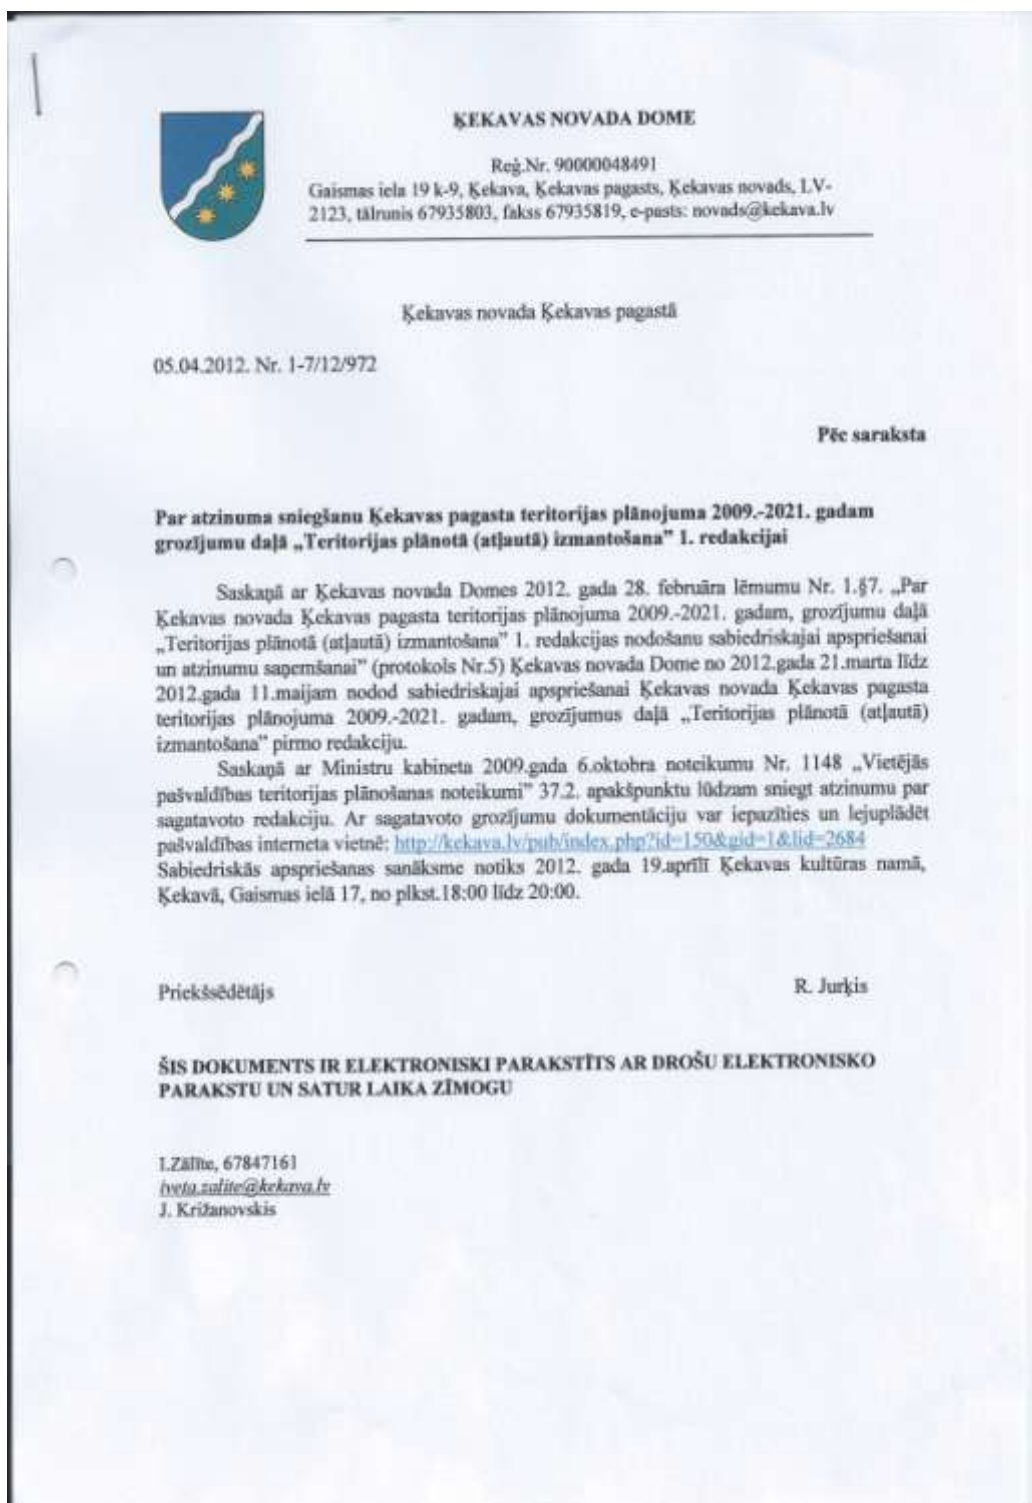 ĶEKAVAS NOVADA DOME
Reģ.Nr. 90000048491
Gaismas iela 19 k-9, Ķekava, Ķekavas pagasts, Ķekavas novads, LV-
2123, tālrunis 67935803, fakss 67935819, e-pasts: novads@kekava.lv
Ķekavas novada Ķekavas pagastā
05.04.2012. Nr. 1-7/12/972
Pēc saraksta
Par atzinuma sniegšanu Ķekavas pagasta teritorijas plānojuma 2009.-2021. gadam
grozījumu daļā „Teritorijas plānotā (atļautā) izmantošana” 1. redakcijai
Saskaņā ar Ķekavas novada Domes 2012. gada 28. februāra lēmumu Nr. 1.§7. „Par
Ķekavas novada Ķekavas pagasta teritorijas plānojuma 2009.-2021. gadam, grozījumu daļā
„Teritorijas plānotā (atļautā) izmantošana” 1. redakcijas nodošanu sabiedriskajai apspriešanai
un atzinumu saņemšanai” (protokols Nr.5) Ķekavas novada Dome no 2012.gada 21.marta līdz
2012.gada 11.maijam nodod sabiedriskajai apspriešanai Ķekavas novada Ķekavas pagasta
teritorijas plānojuma 2009.-2021. gadam, grozījumus daļā „Teritorijas plānotā (atļautā)
izmantošana” pirmo redakciju.
Saskaņā ar Ministru kabineta 2009.gada 6.oktobra noteikumu Nr. 1148 „Vietējās
pašvaldības teritorijas plānošanas noteikumi” 37.2. apakšpunktu lūdzam sniegt atzinumu par
sagatavoto redakciju. Ar sagatavoto grozījumu dokumentāciju var iepazīties un lejuplādēt
pašvaldības interneta vietnē: http://kekava.lv/pub/index.php?id=150&gid=1&lid=2684
Sabiedriskās apspriešanas sanāksme notiks 2012. gada 19.aprīlī Ķekavas kultūras namā,
Ķekavā, Gaismas ielā 17, no plkst.18:00 līdz 20:00.
Priekšsēdētājs R. Jurķis
ŠIS DOKUMENTS IR ELEKTRONISKI PARAKSTĪTS AR DROŠU ELEKTRONISKO
PARAKSTU UN SATUR LAIKA ZĪMOGU
I.Zālīte, 67847161
iveta.zalite@kekava.lv
J. Križanovskis